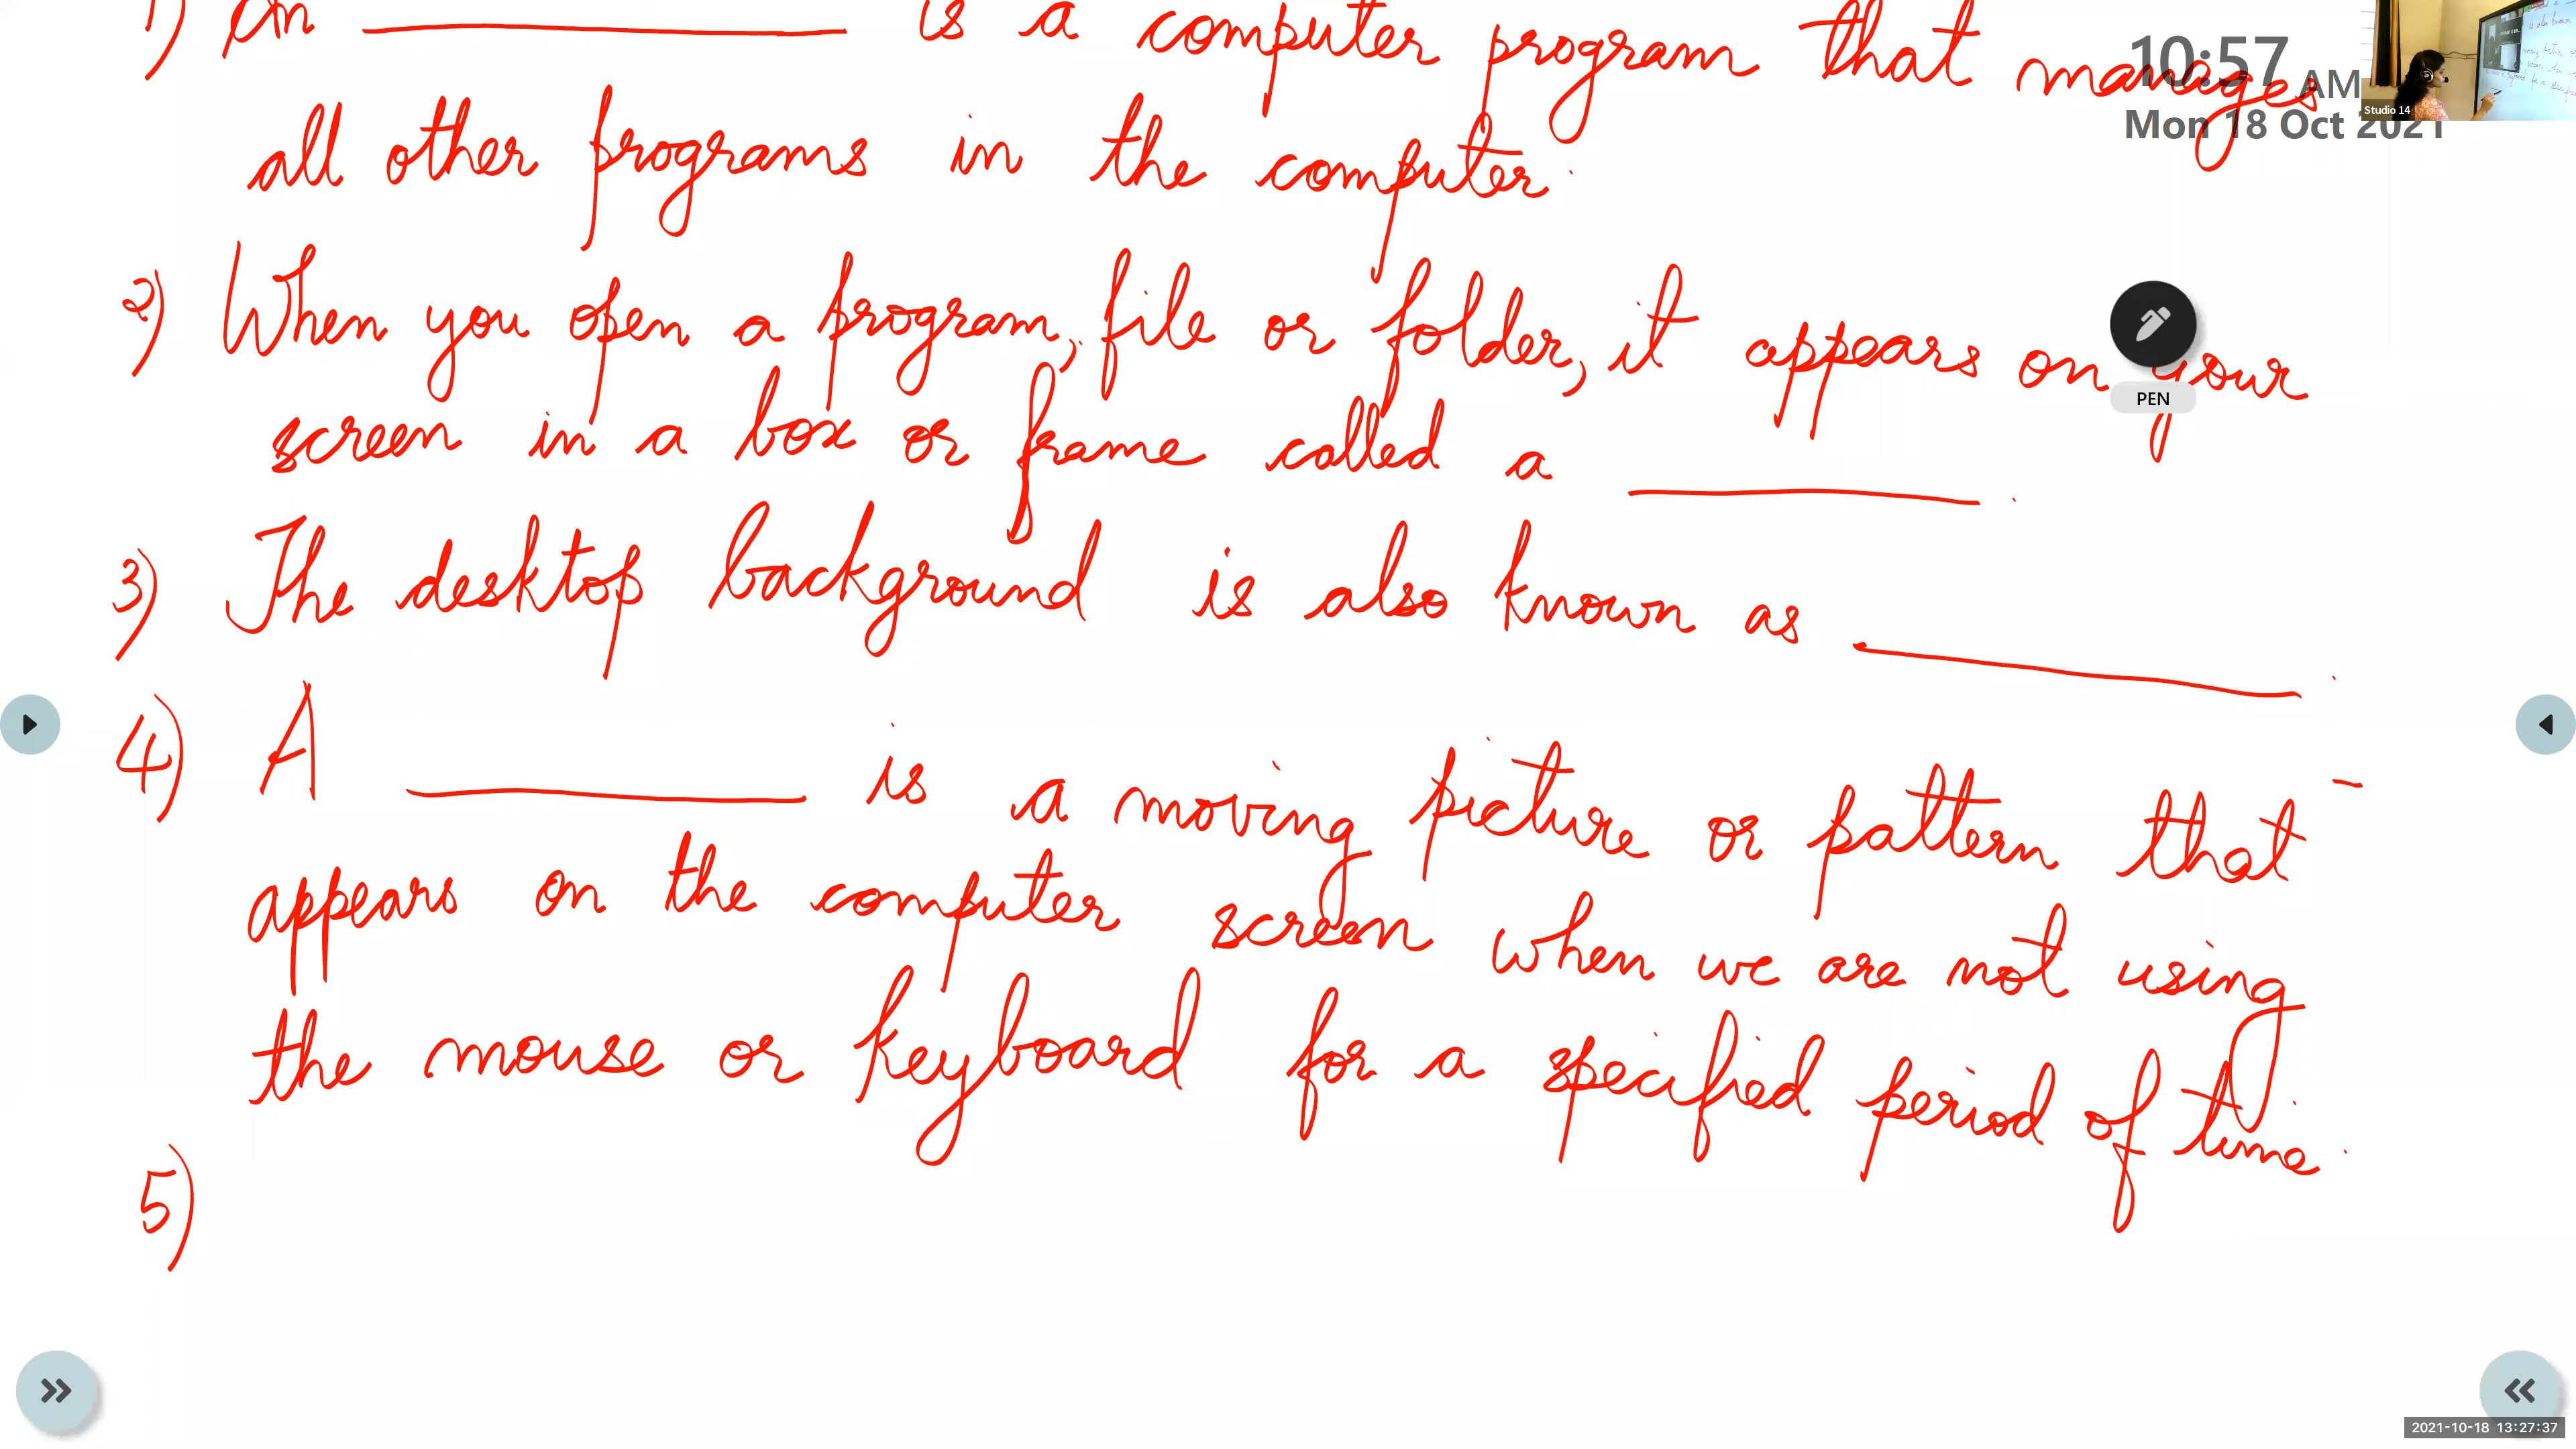 1) An ____________ is a computer program that manages
10:57 AM
Mon 18 Oct 2021
Studio 14
all other programs in the computer.
2) When you open a program, file or folder, it appears on your
PEN
screen in a box or frame called a ____________.
3) The desktop background is also known as ____________.
4) A ____________ is a moving picture or pattern that -
appears on the computer screen when we are not using
the mouse or keyboard for a specified period of time.
5)
2021-10-18 13:27:37